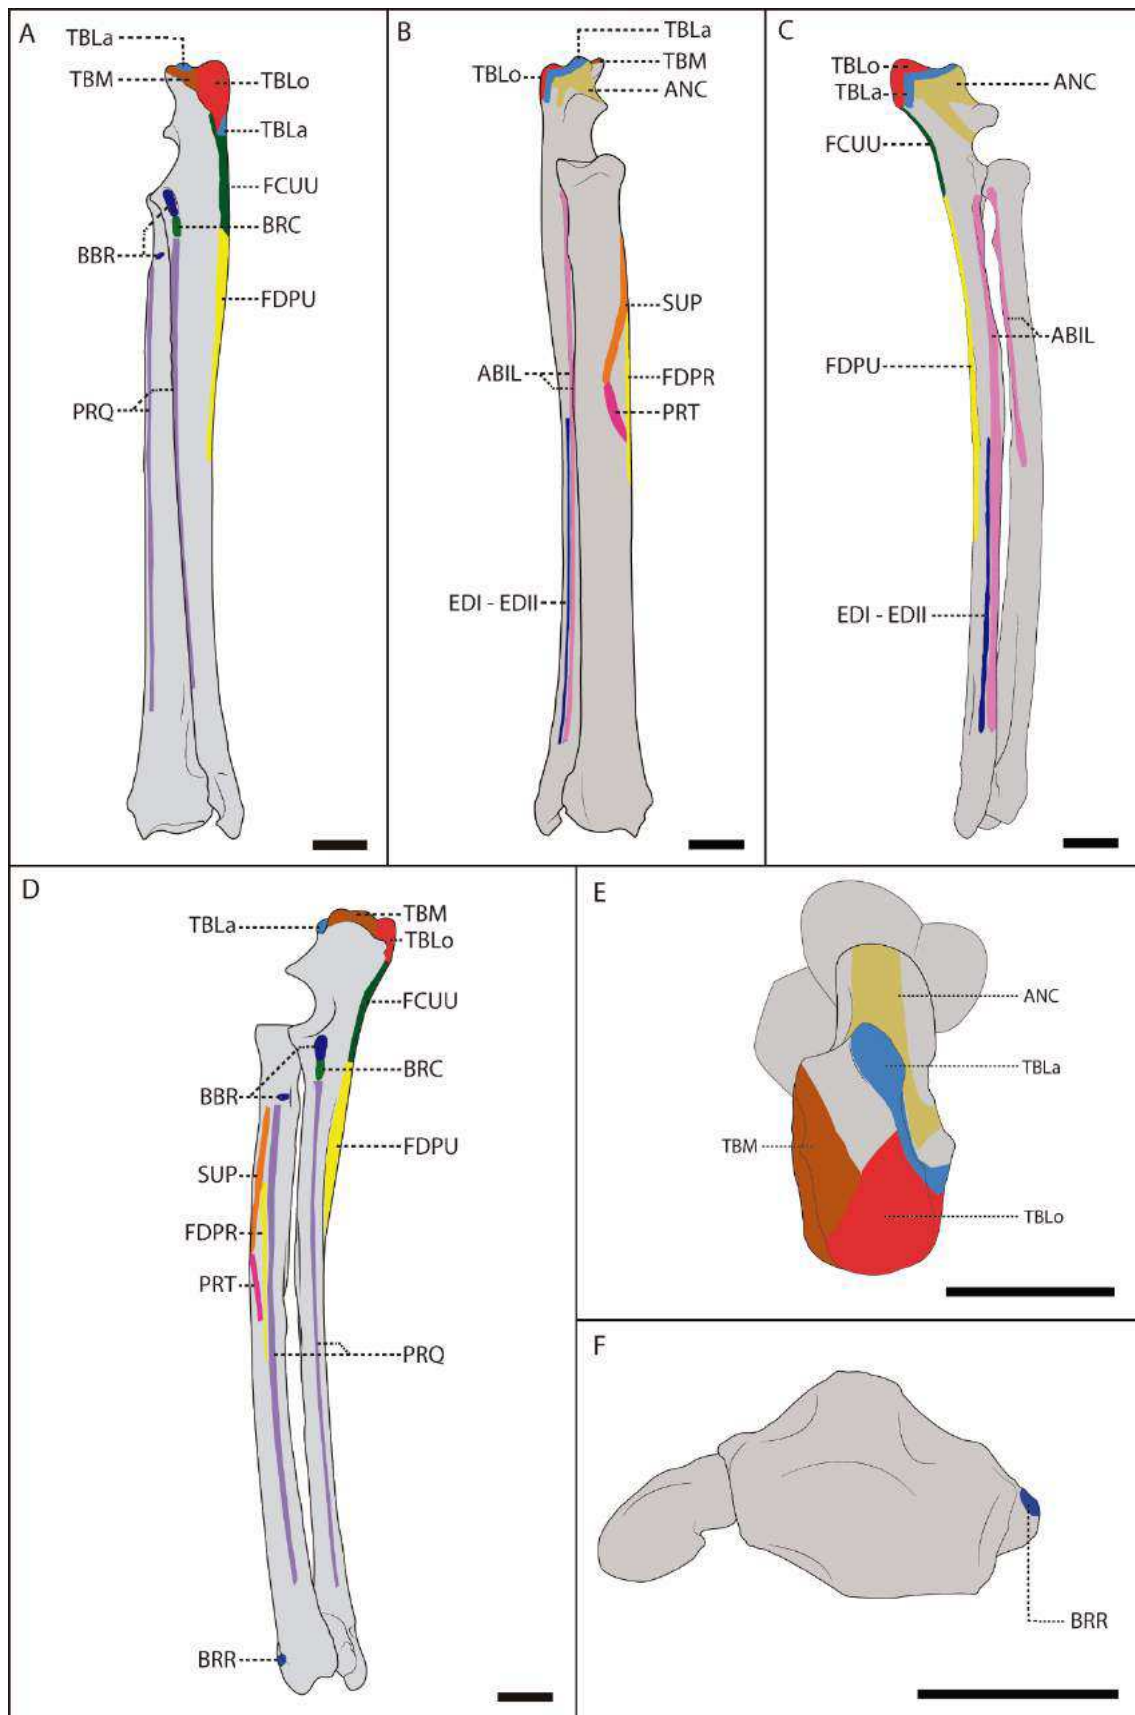 A
TBLa
TBM
TBLo
TBLa
FCUU
BRC
BBR
FDPU
PRQ
B
TBLa
TBM
TBLo
ANC
SUP
ABIL
FDPR
PRT
EDI - EDII
C
TBLo
ANC
TBLa
FCUU
ABIL
FDPU
EDI - EDII
D
TBM
TBLa
TBLo
FCUU
BRC
BBR
FDPU
SUP
FDPR
PRT
PRQ
BRR
E
ANC
TBLa
TBM
TBLo
F
BRR